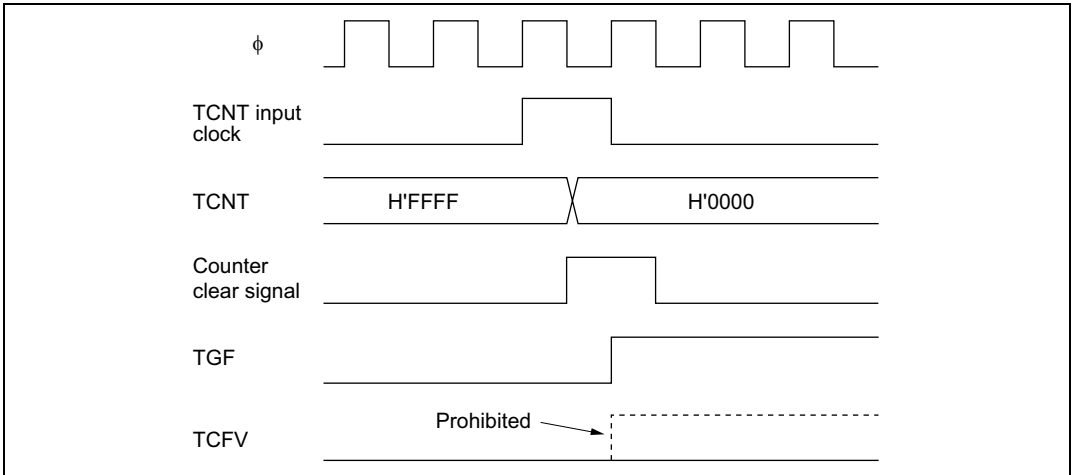 ϕ
TCNT input
clock
TCNT
H'FFFF
H'0000
Counter
clear signal
TGF
Prohibited
TCFV